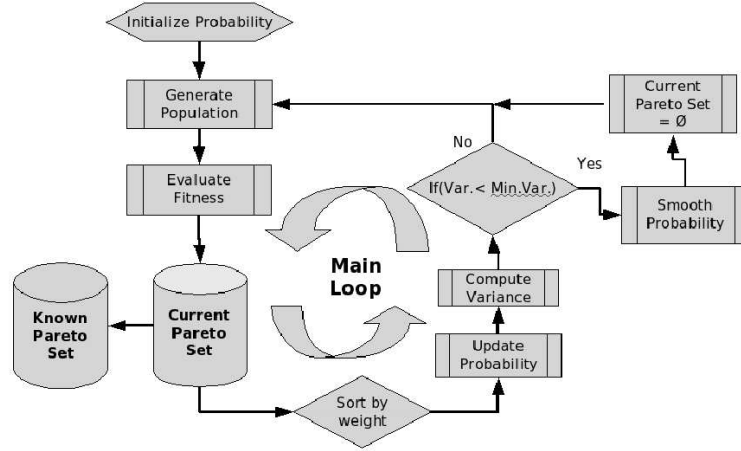 Initialize Probability
Generate
Population
Evaluate
Fitness
Known
Pareto
Set
Current
Pareto
Set
Main
Loop
Sort by
weight
Update
Probability
Compute
Variance
If(Var.< Min.Var.)
No
Yes
Smooth
Probability
Current
Pareto Set
= Ø